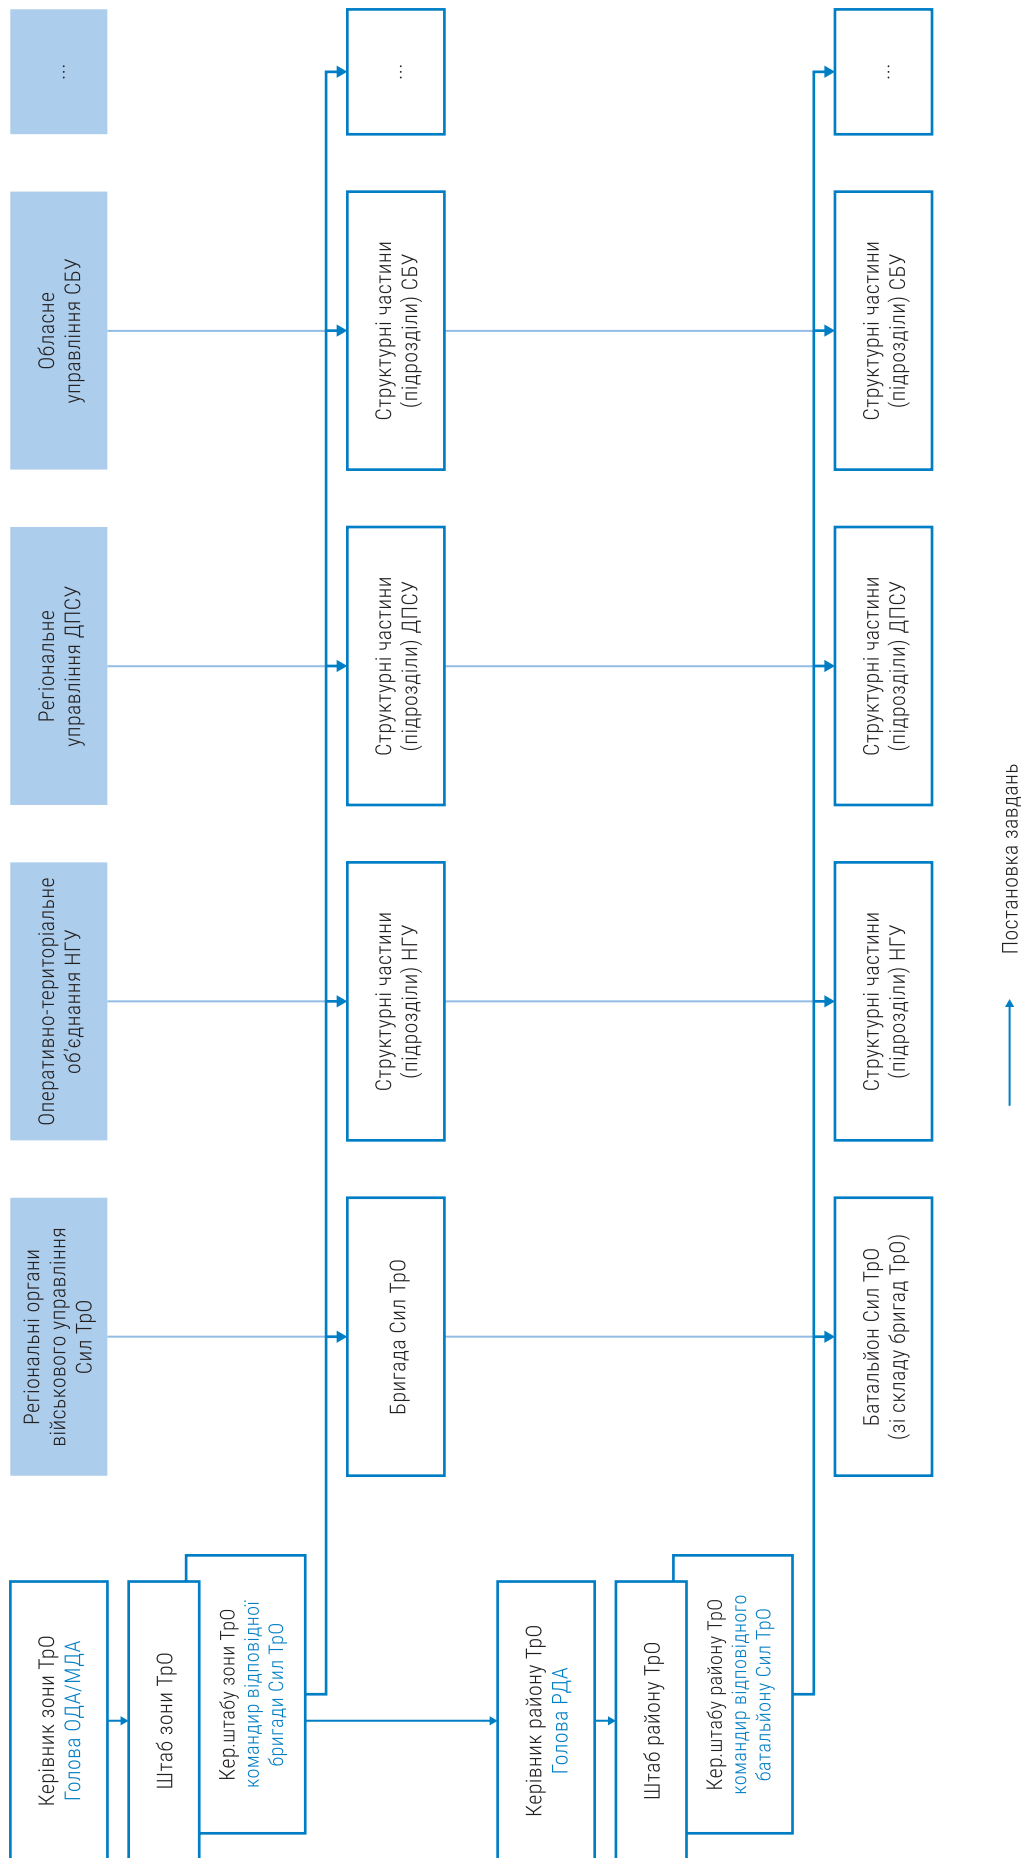 Керівник зони ТрО
Голова ОДА/МДА
Регіональні органи
військового управління
Сил ТрО
Оперативно-територіальне
об’єднання НГУ
Регіональне
управління ДПСУ
Обласне
управління СБУ
...
Штаб зони ТрО
Кер.штабу зони ТрО
командир відповідної
бригади Сил ТрО
Бригада Сил ТрО
Структурні частини
(підрозділи) НГУ
Структурні частини
(підрозділи) ДПСУ
Структурні частини
(підрозділи) СБУ
...
Керівник району ТрО
Голова РДА
Штаб району ТрО
Кер.штабу району ТрО
командир відповідного
батальйону Сил ТрО
Батальйон Сил ТрО
(зі складу бригад ТрО)
Структурні частини
(підрозділи) НГУ
Структурні частини
(підрозділи) ДПСУ
Структурні частини
(підрозділи) СБУ
...
Постановка завдань